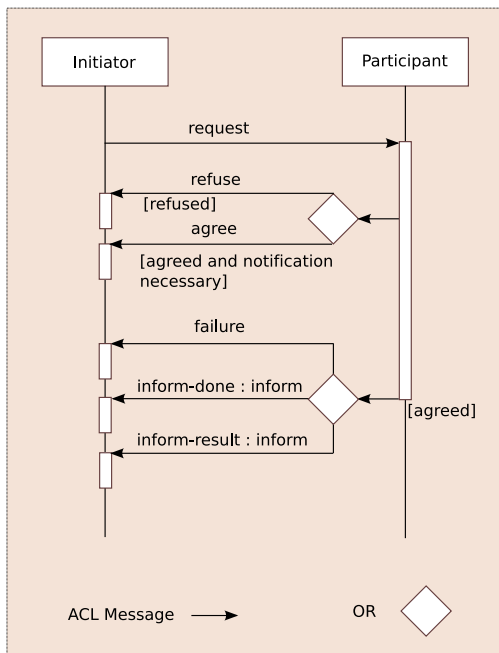 Initiator
Participant
request
refuse
[refused]
agree
[agreed and notification
necessary]
failure
inform-done : inform
[agreed]
inform-result : inform
ACL Message
OR